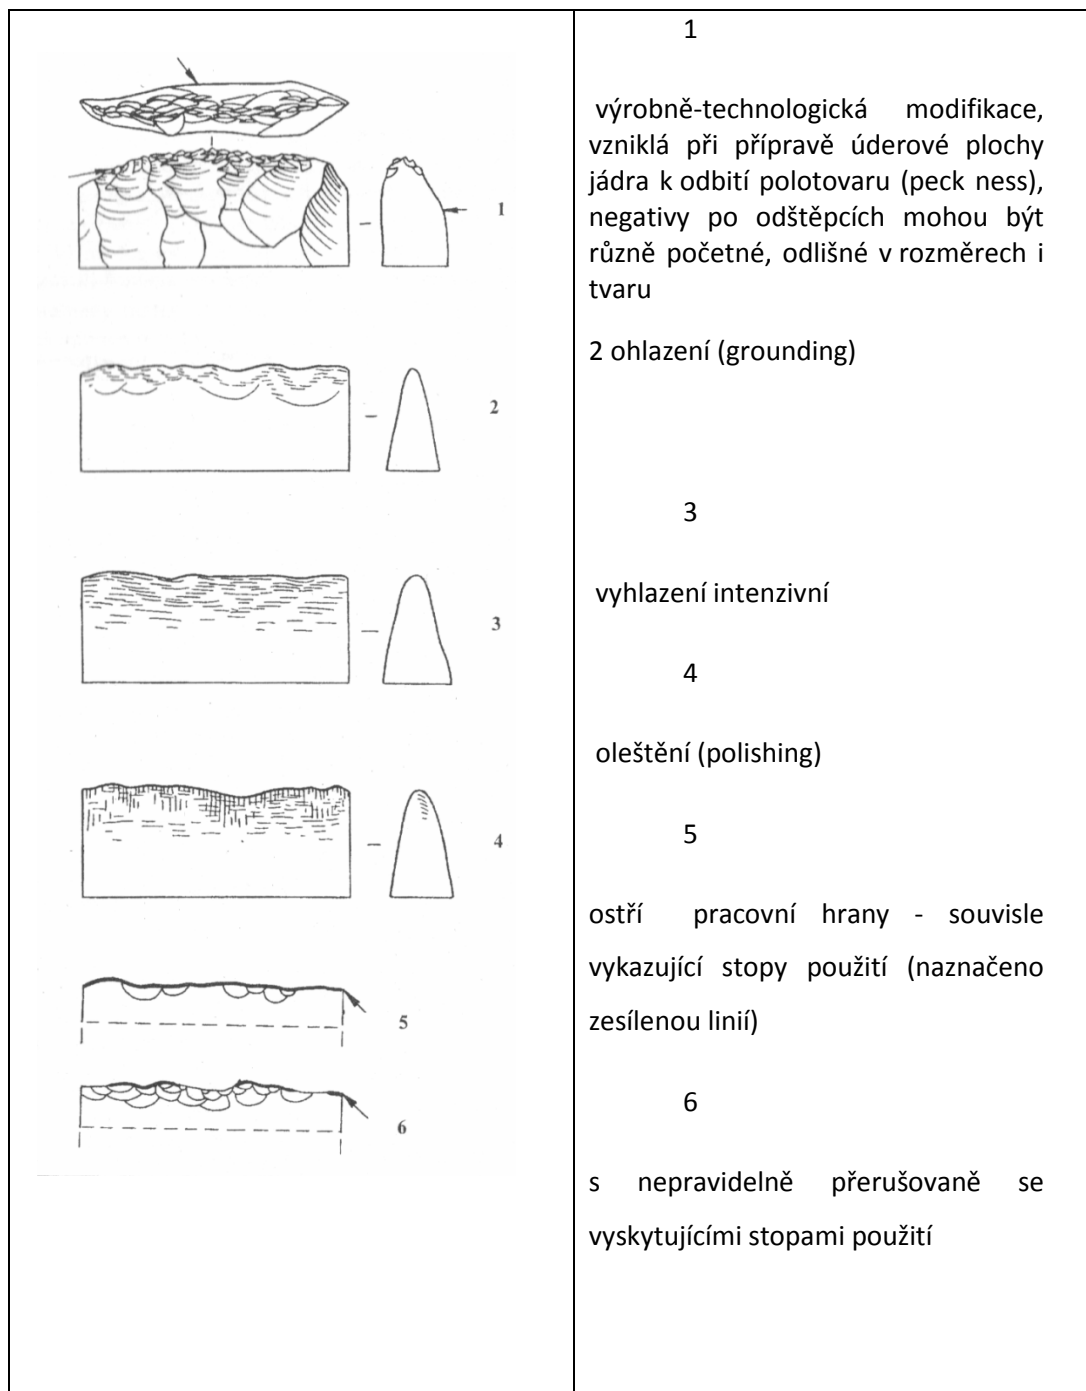 1
2
3
4
5
6
1
výrobně-technologická modifikace,
vzniklá při přípravě úderové plochy
jádra k odbití polotovaru (peck ness),
negativy po odštěpcích mohou být
různě početné, odlišné v rozměrech i
tvaru
2 ohlazení (grounding)
3
vyhlazení intenzivní
4
oleštění (polishing)
5
ostří pracovní hrany - souvisle
vykazující stopy použití (naznačeno
zesílenou linií)
6
s nepravidelně přerušovaně se
vyskytujícími stopami použití